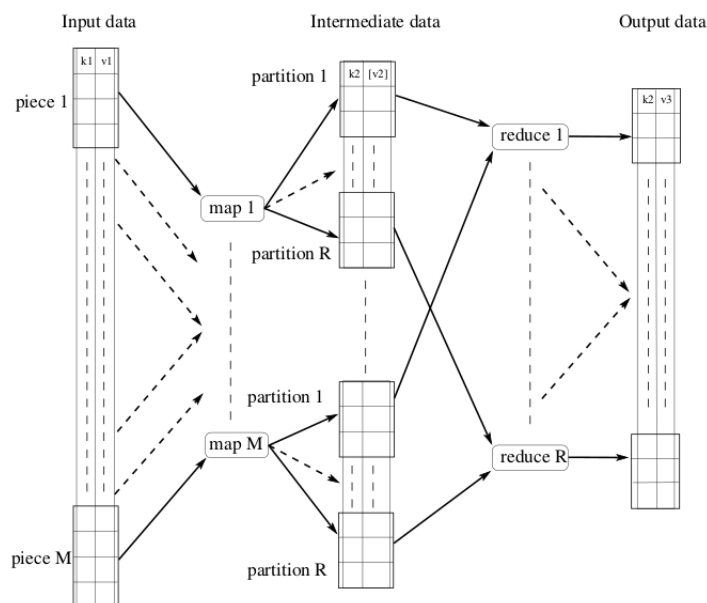 Input data
Intermediate data
Output data
k1 v1
piece 1
partition 1
k2 [v2]
k2 v3
reduce 1
map 1
partition R
partition 1
map M
reduce R
piece M
partition R